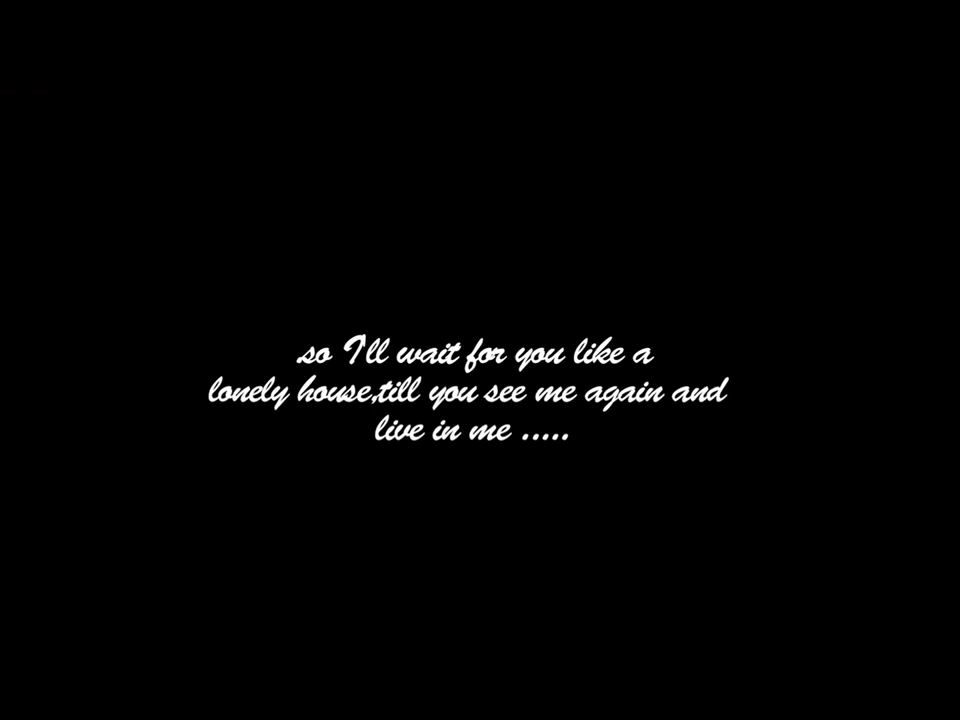 .so I'll wait for you like a
lonely house,till you see me again and
live in me .....